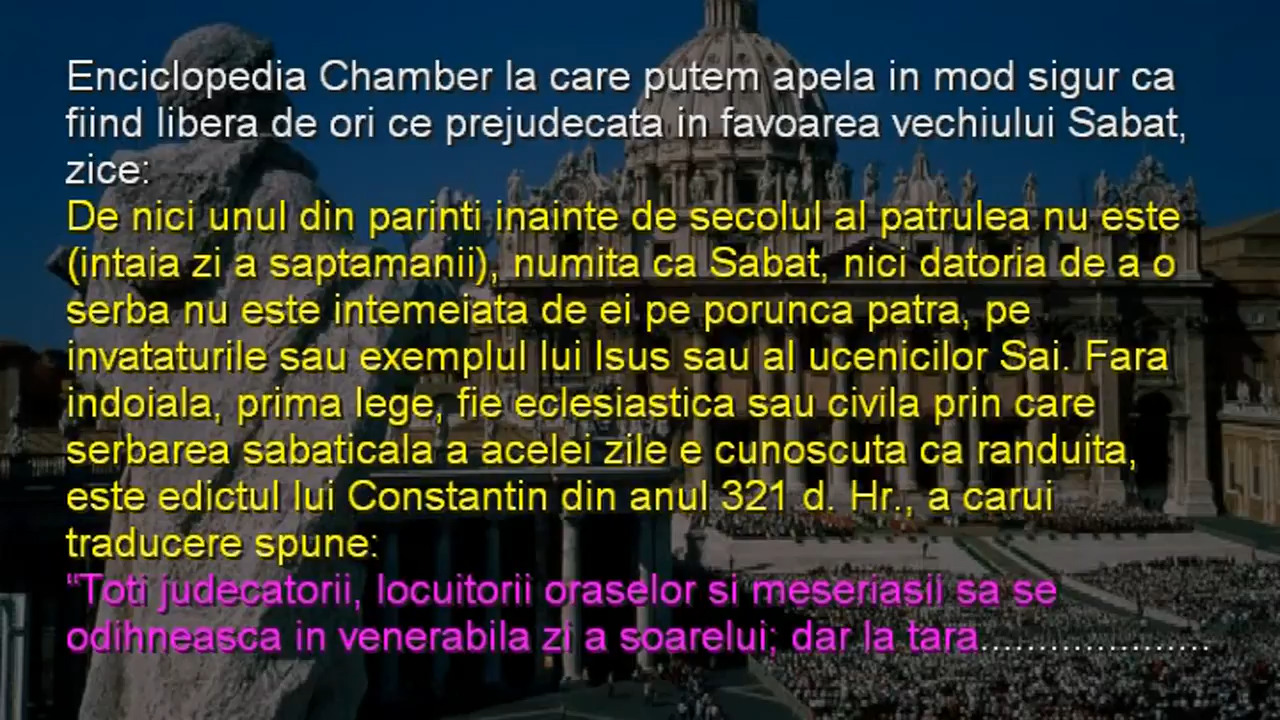 Enciclopedia Chamber la care putem apela in mod sigur ca
fiind libera de ori ce prejudecata in favoarea vechiului Sabat,
zice:
De nici unul din parinti inainte de secolul al patrulea nu este
(intaia zi a saptamanii), numita ca Sabat, nici datoria de a o
serba nu este intemeiata de ei pe porunca patra, pe
invataturile sau exemplul lui Isus sau al ucenicilor Sai. Fara
indoiala, prima lege, fie eclesiastica sau civila prin care
serbarea sabaticala a acelei zile e cunoscuta ca randuita,
este edictul lui Constantin din anul 321 d. Hr., a carui
traducere spune:
“Toti judecatorii, locuitorii oraselor si meseriasii sa se
odihneasca in venerabila zi a soarelui; dar la tara....................